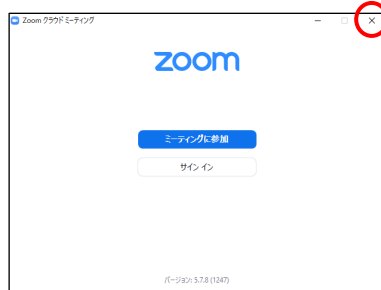 Zoom クラウド ミーティング
zoom
ミーティングに参加
サイン イン
バージョン: 5.7.8 (1247)